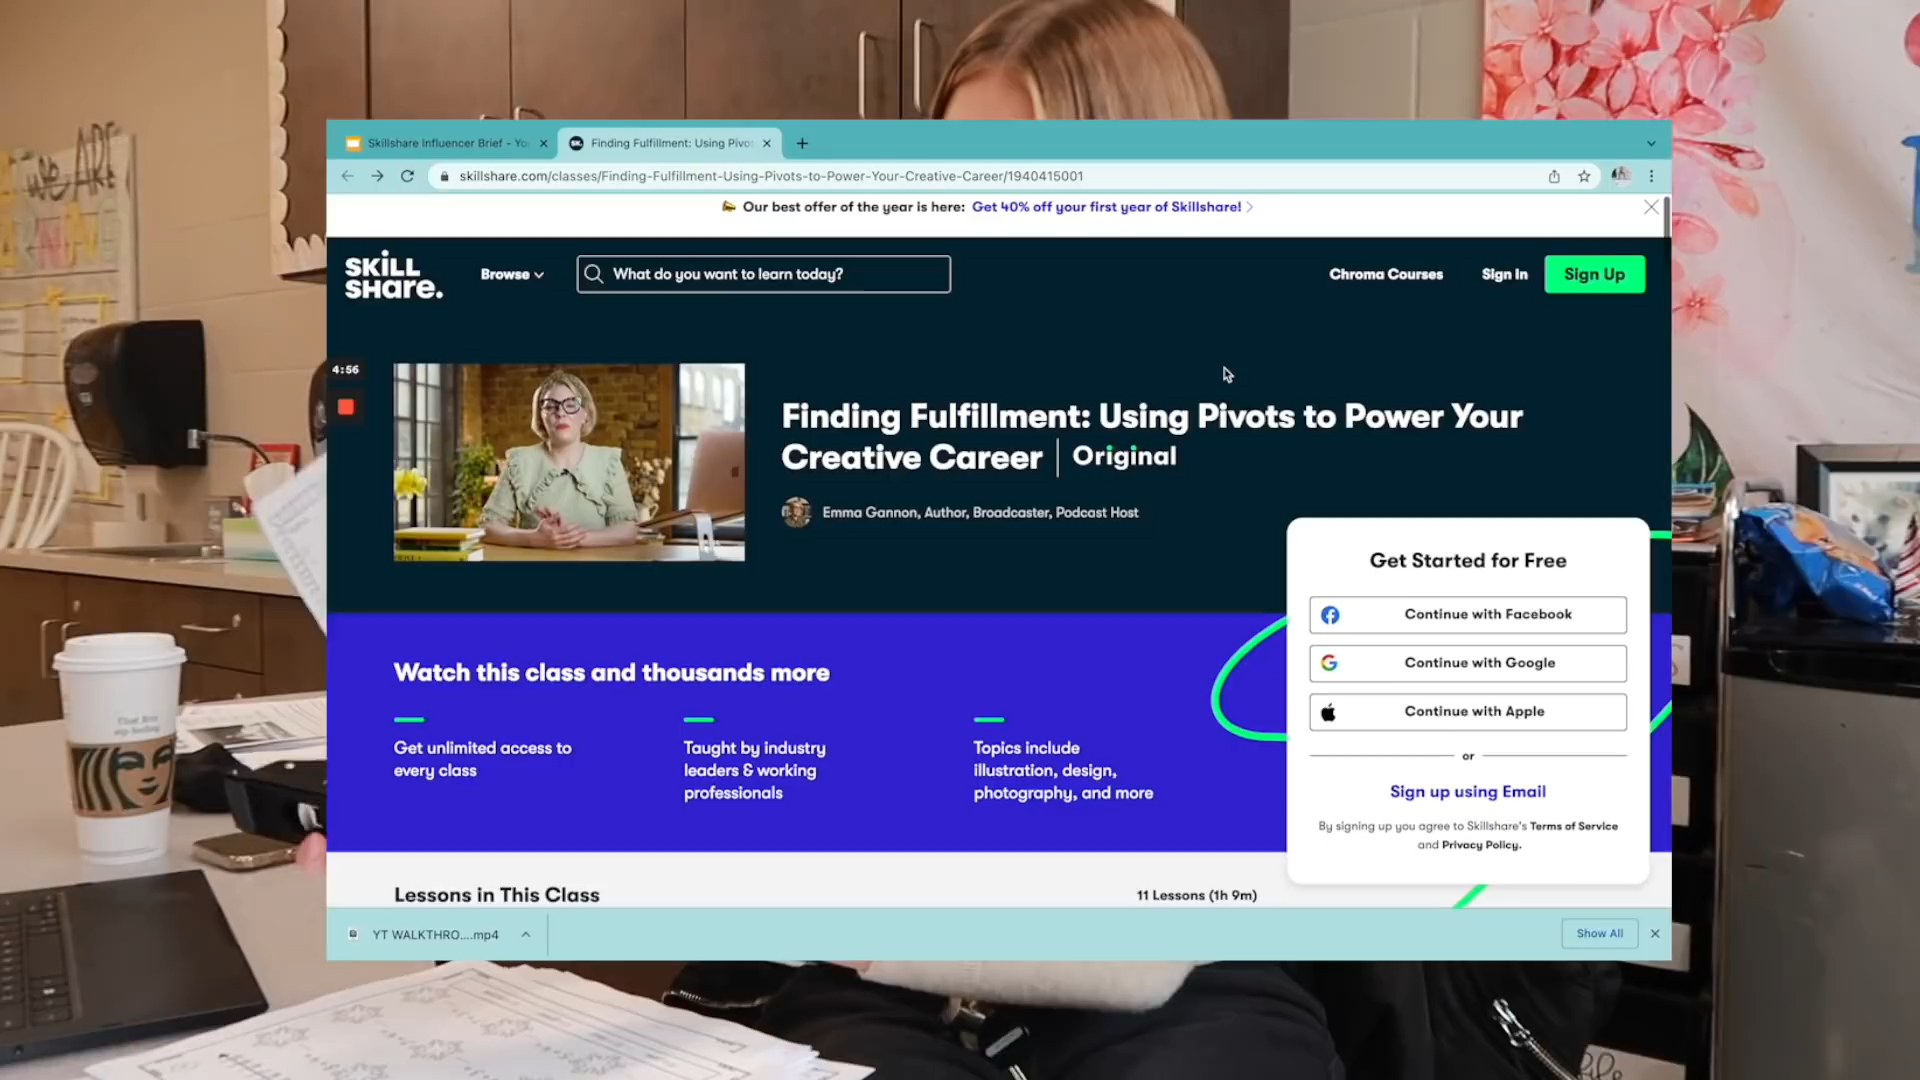 Skillshare Influencer Brief - Yo
Finding Fulfillment: Using Pivo
skillshare.com/classes/Finding-Fulfillment-Using-Pivots-to-Power-Your-Creative-Career/1940415001
Our best offer of the year is here: Get 40% off your first year of Skillshare!
SKILL
SHare.
Browse
What do you want to learn today?
Chroma Courses
Sign In
Sign Up
4:56
Finding Fulfillment: Using Pivots to Power Your
Creative Career | Original
Emma Gannon, Author, Broadcaster, Podcast Host
Get Started for Free
Continue with Facebook
Continue with Google
Continue with Apple
or
Sign up using Email
By signing up you agree to Skillshare's Terms of Service
and Privacy Policy.
Watch this class and thousands more
Get unlimited access to
every class
Taught by industry
leaders & working
professionals
Topics include
illustration, design,
photography, and more
Lessons in This Class
11 Lessons (1h 9m)
YT WALKTHRO....mp4
Show All
we ARE